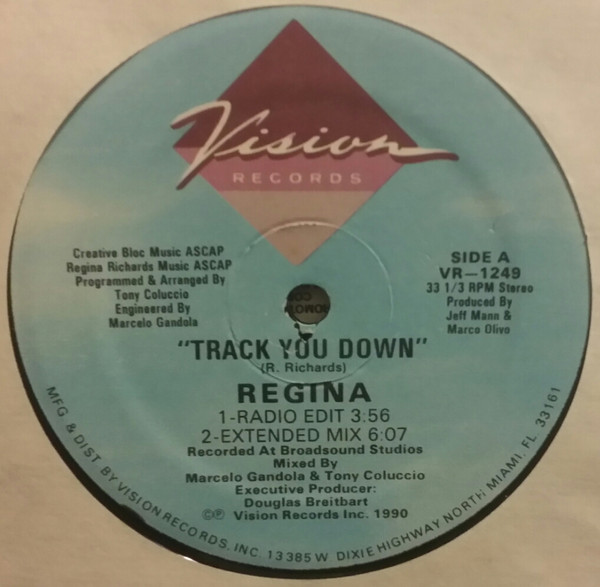 Vision
RECORDS
Creative Bloc Music ASCAP
Regina Richards Music ASCAP
Programmed & Arranged By
Tony Coluccio
Engineered By
Marcelo Gandola
SIDE A
VR—1249
33 1/3 RPM Stereo
Produced By
Jeff Mann &
Marco Olivo
"TRACK YOU DOWN"
(R. Richards)
REGINA
1-RADIO EDIT 3:56
2-EXTENDED MIX 6:07
Recorded At Broadsound Studios
Mixed By
Marcelo Gandola & Tony Coluccio
Executive Producer:
Douglas Breitbart
©℗ Vision Records Inc. 1990
MFG. & DIST. BY VISION RECORDS, INC. 13385 W. DIXIE HIGHWAY NORTH MIAMI, FL. 33161